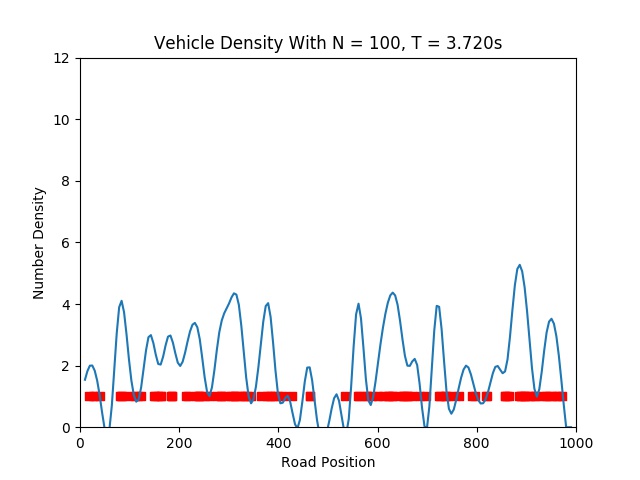 Vehicle Density With N = 100, T = 3.720s
12
10
8
6
4
2
0
Number Density
0 200 400 600 800 1000
Road Position